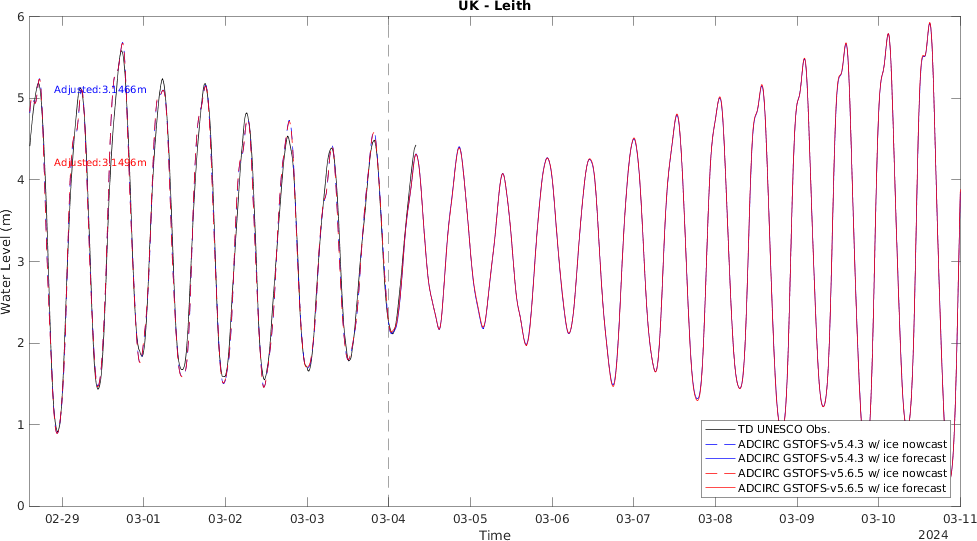 UK - Leith
6
5
4
3
2
1
0
Water Level (m)
Adjusted:3.1466m
Adjusted:3.1496m
TD UNESCO Obs.
ADCIRC GSTOFS-v5.4.3 w/ ice nowcast
ADCIRC GSTOFS-v5.4.3 w/ ice forecast
ADCIRC GSTOFS-v5.6.5 w/ ice nowcast
ADCIRC GSTOFS-v5.6.5 w/ ice forecast
02-29 03-01 03-02 03-03 03-04 03-05 03-06 03-07 03-08 03-09 03-10 03-11
Time
2024